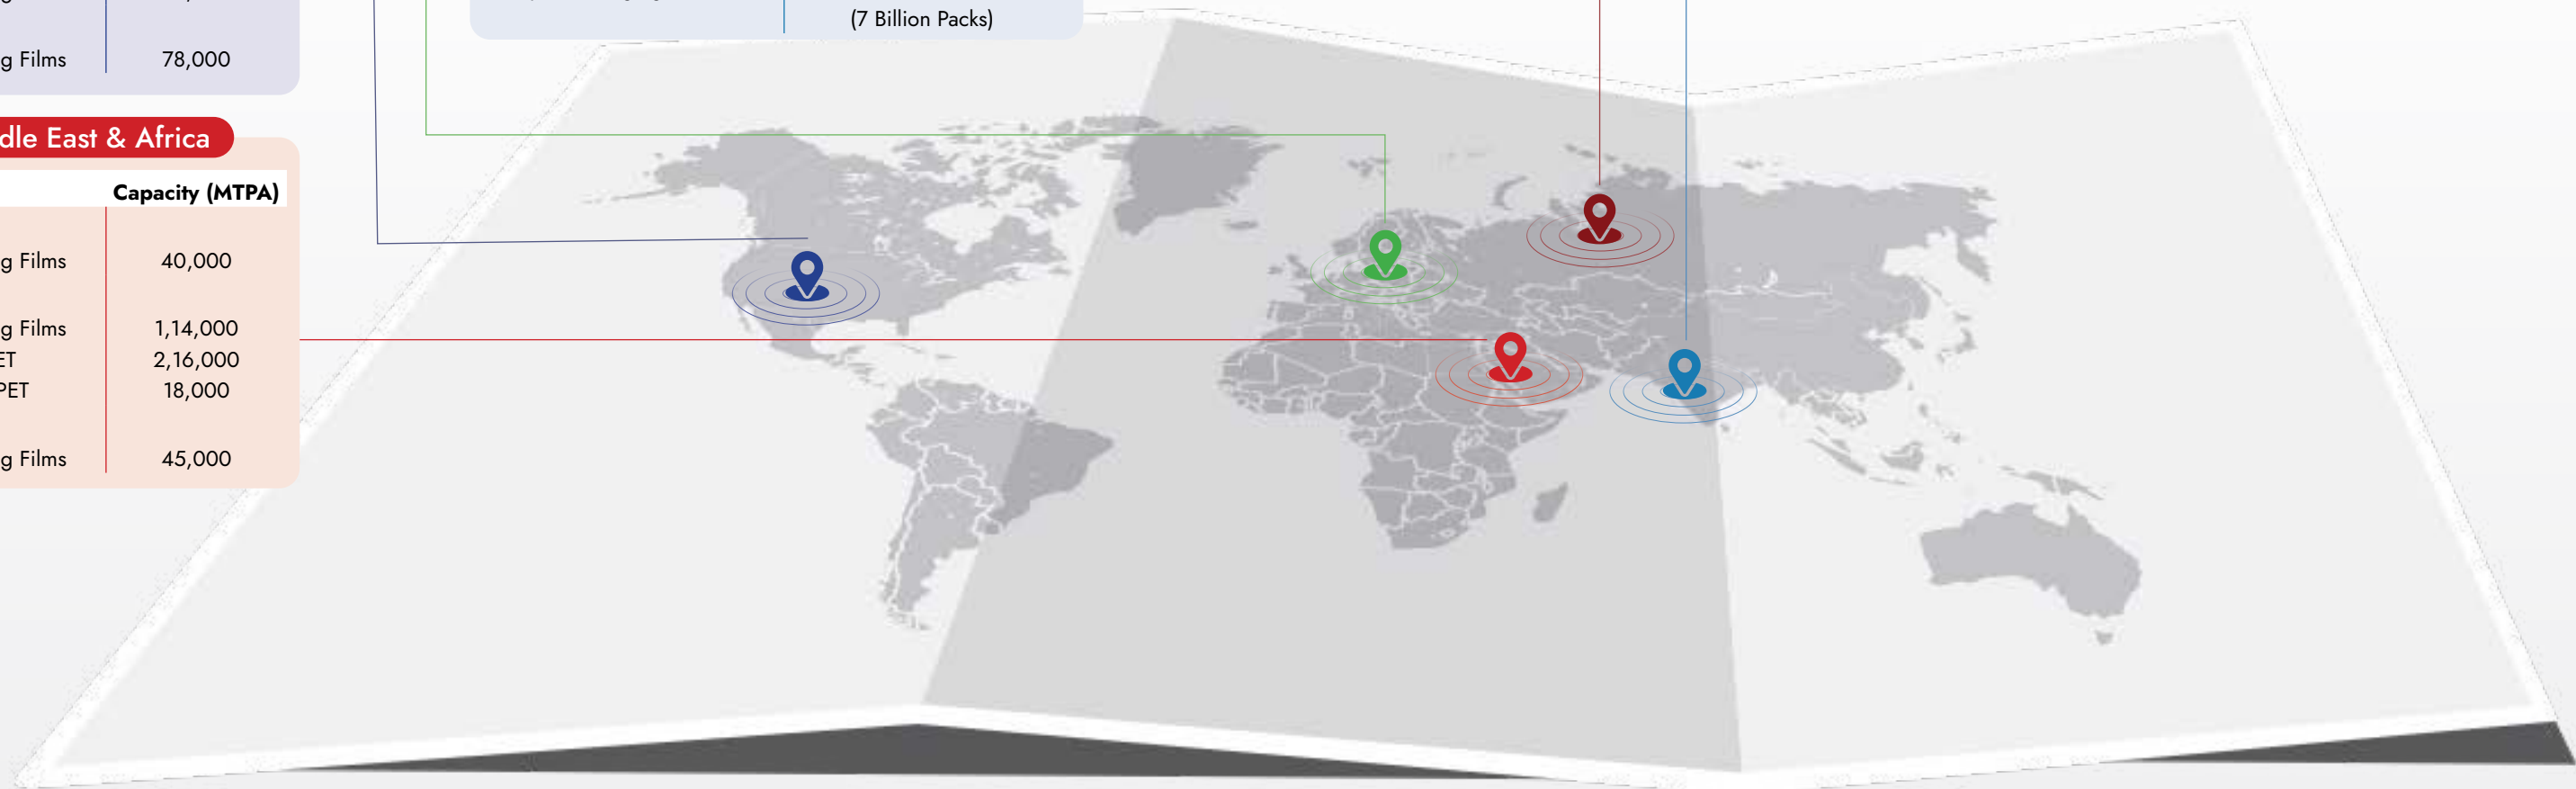 (7 Billion Packs)
g Films 78,000
dle East & Africa
Capacity (MTPA)
g Films 40,000
g Films 1,14,000
ET 2,16,000
PET 18,000
g Films 45,000